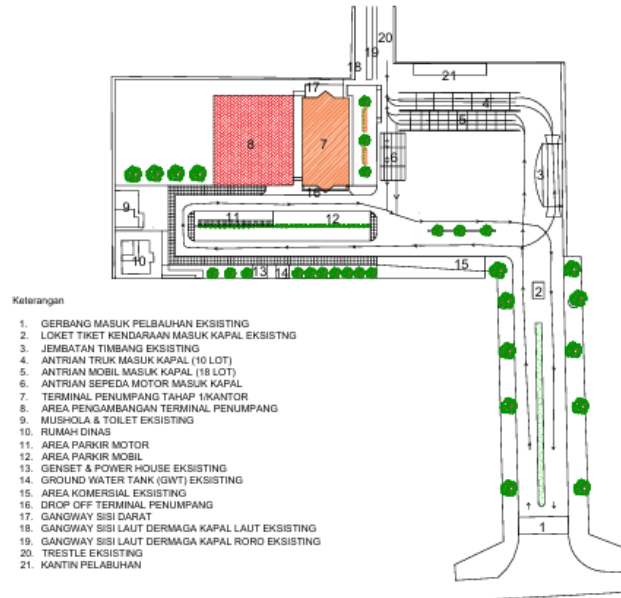 20
19
18
21
17
4
5
8
7
6
3
16
9
11
12
10
13
14
15
2
1
Keterangan
1. GERBANG MASUK PELBAUHAN EKSISTING
2. LOKET TIKET KENDARAAN MASUK KAPAL EKSISTNG
3. JEMBATAN TIMBANG EKSISTING
4. ANTRIAN TRUK MASUK KAPAL (10 LOT)
5. ANTRIAN MOBIL MASUK KAPAL (18 LOT)
6. ANTRIAN SEPEDA MOTOR MASUK KAPAL
7. TERMINAL PENUMPANG TAHAP 1/KANTOR
8. AREA PENGAMBANGAN TERMINAL PENUMPANG
9. MUSHOLA & TOILET EKSISTING
10. RUMAH DINAS
11. AREA PARKIR MOTOR
12. AREA PARKIR MOBIL
13. GENSET & POWER HOUSE EKSISTING
14. GROUND WATER TANK (GWT) EKSISTING
15. AREA KOMERSIAL EKSISTING
16. DROP OFF TERMINAL PENUMPANG
17. GANGWAY SISI DARAT
18. GANGWAY SISI LAUT DERMAGA KAPAL LAUT EKSISTING
19. GANGWAY SISI LAUT DERMAGA KAPAL RORO EKSISTING
20. TRESTLE EKSISTING
21. KANTIN PELABUHAN